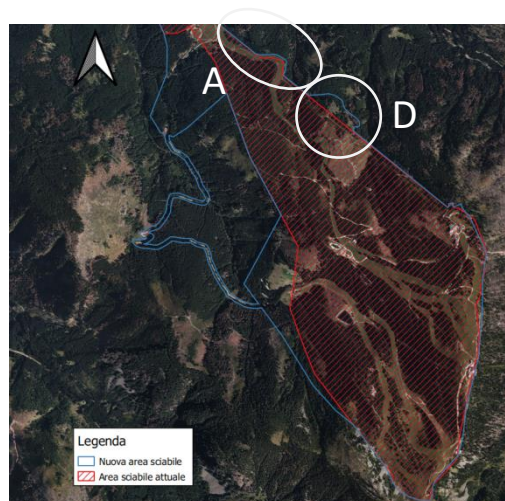 A
D
Legenda
Nuova area sciabile
Area sciabile attuale